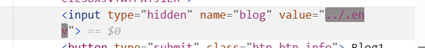 <input type="hidden" name="blog" value="../.en
v"> == $0
<button type="submit" class="btn btn-info"> Blog1